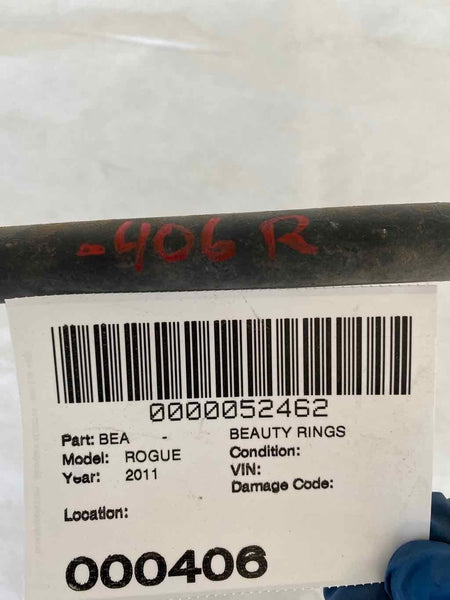 -406 R
0000052462
Part: BEA - BEAUTY RINGS
Model: ROGUE Condition:
Year: 2011 VIN:
Damage Code:
Location:
000406